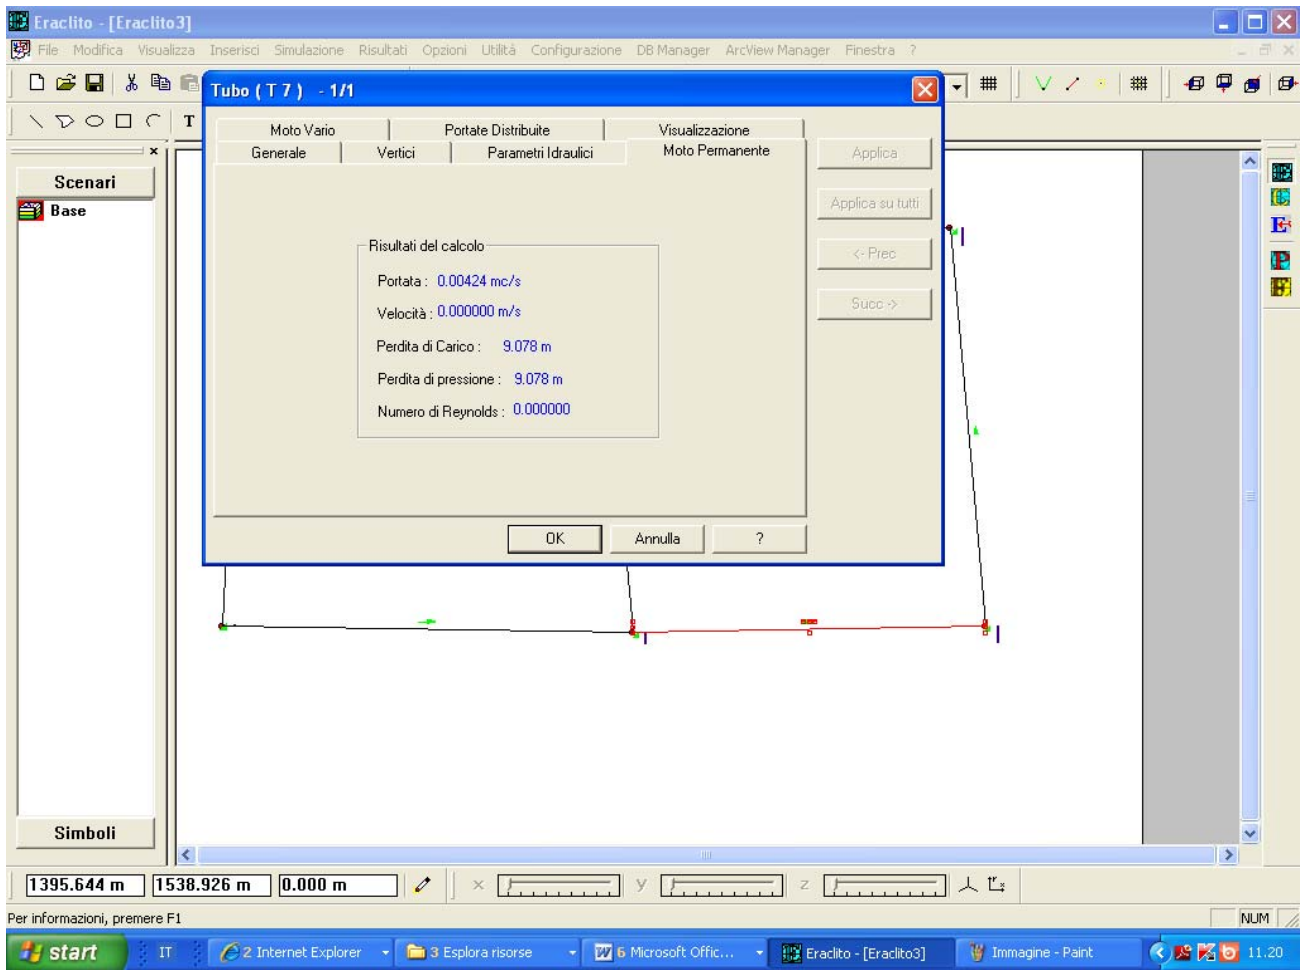 Eraclito - [Eraclito3]
File Modifica Visualizza Inserisci Simulazione Risultati Opzioni Utilità Configurazione DB Manager ArcView Manager Finestra ?
T
Tubo ( T 7 ) - 1/1
Moto Vario Portate Distribuite Visualizzazione
Generale Vertici Parametri Idraulici Moto Permanente
Applica
Applica su tutti
<- Prec
Succ ->
Risultati del calcolo
Portata : 0.00424 mc/s
Velocità : 0.000000 m/s
Perdita di Carico : 9.078 m
Perdita di pressione : 9.078 m
Numero di Reynolds : 0.000000
OK Annulla ?
Scenari
Base
Simboli
1395.644 m 1538.926 m 0.000 m x y z
Per informazioni, premere F1
NUM
start IT 2 Internet Explorer 3 Esplora risorse 6 Microsoft Offic... Eraclito - [Eraclito3] Immagine - Paint 11.20